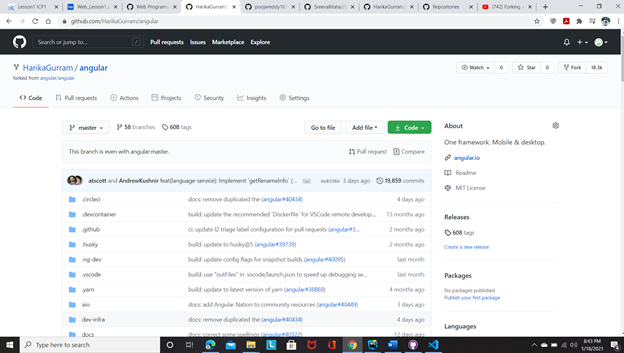 Lesson1 ICP1
Web_Lesson1
Web Programm
HarikaGurram
poojareddy16
HarikaGurram
Repositories
(742) Forking
github.com/HarikaGurram/angular
Search or jump to...
/
Pull requests Issues Marketplace Explore
HarikaGurram / angular
forked from angular/angular
Watch 0
Star 0
Fork 18.3k
Code
Pull requests
Actions
Projects
Security
Insights
Settings
master
58 branches
608 tags
Go to file
Add file
Code
This branch is even with angular:master.
Pull request
Compare
atscott and AndrewKushnir feat(language-service): Implement `getRenameInfo` (... 3 days ago 19,859 commits
.circleci docs: remove duplicated the (angular#40434) 4 days ago
.devcontainer build: update the recommended `Dockerfile` for VSCode remote develop... 13 months ago
.github ci: update I2 triage label configuration for pull requests (angular#3... 2 months ago
.husky build: update to husky@5 (angular#39739) 2 months ago
.ng-dev build: update config flags for snapshot builds (angular#40095) last month
.vscode build: use "outFiles" in .vscode/launch.json to speed up debugging se... last month
.yarn build: update to latest version of yarn (angular#38869) 4 months ago
aio docs: add Angular Nation to community resources (angular#40449) 3 days ago
dev-infra docs: remove duplicated the (angular#40434) 4 days ago
docs docs: correct some spellings (angular#40322) 12 days ago
About
One framework. Mobile & desktop.
angular.io
Readme
MIT License
Releases
608 tags
Create a new release
Packages
No packages published
Publish your first package
Languages
Type here to search
8:43 PM
1/18/2021